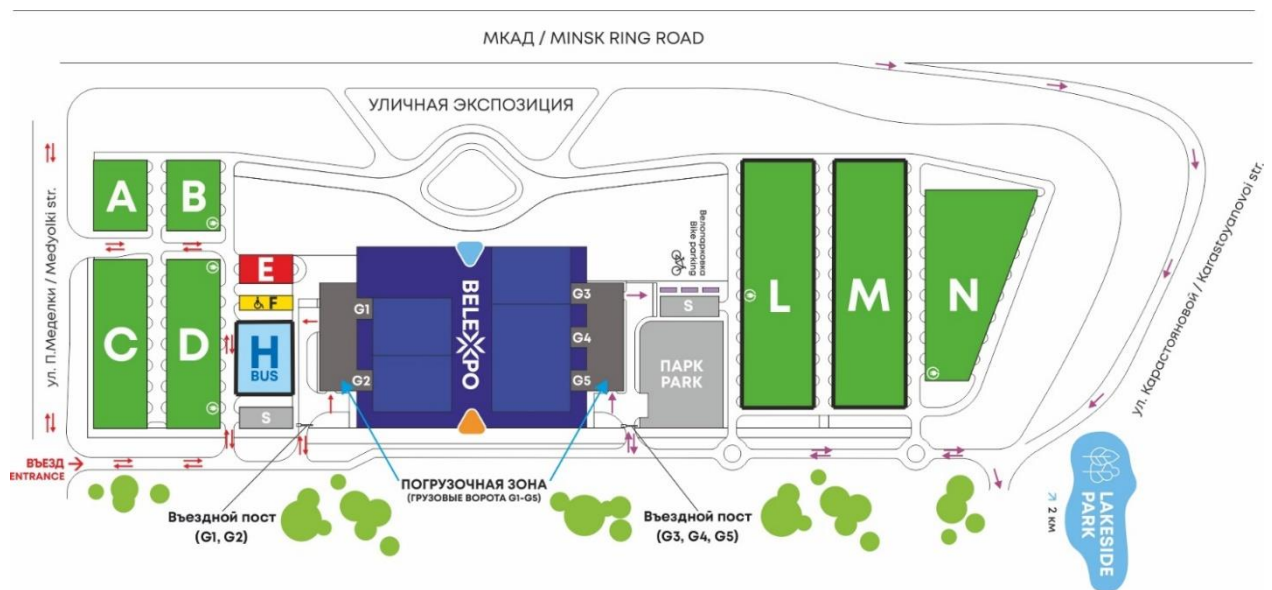 МКАД / MINSK RING ROAD
УЛИЧНАЯ ЭКСПОЗИЦИЯ
ул. П.Меделки / Medyolki str.
A
B
C
D
E
F
H
BUS
S
G1
G2
BELEXPO
G3
G4
G5
Велопарковка
Bike parking
S
ПАРК
PARK
L
M
N
ул. Карастояновой / Karastoyanovoi str.
ВЪЕЗД
ENTRANCE
ПОГРУЗОЧНАЯ ЗОНА
(ГРУЗОВЫЕ ВОРОТА G1-G5)
Въездной пост
(G1, G2)
Въездной пост
(G3, G4, G5)
LAKESIDE
PARK
2 КМ